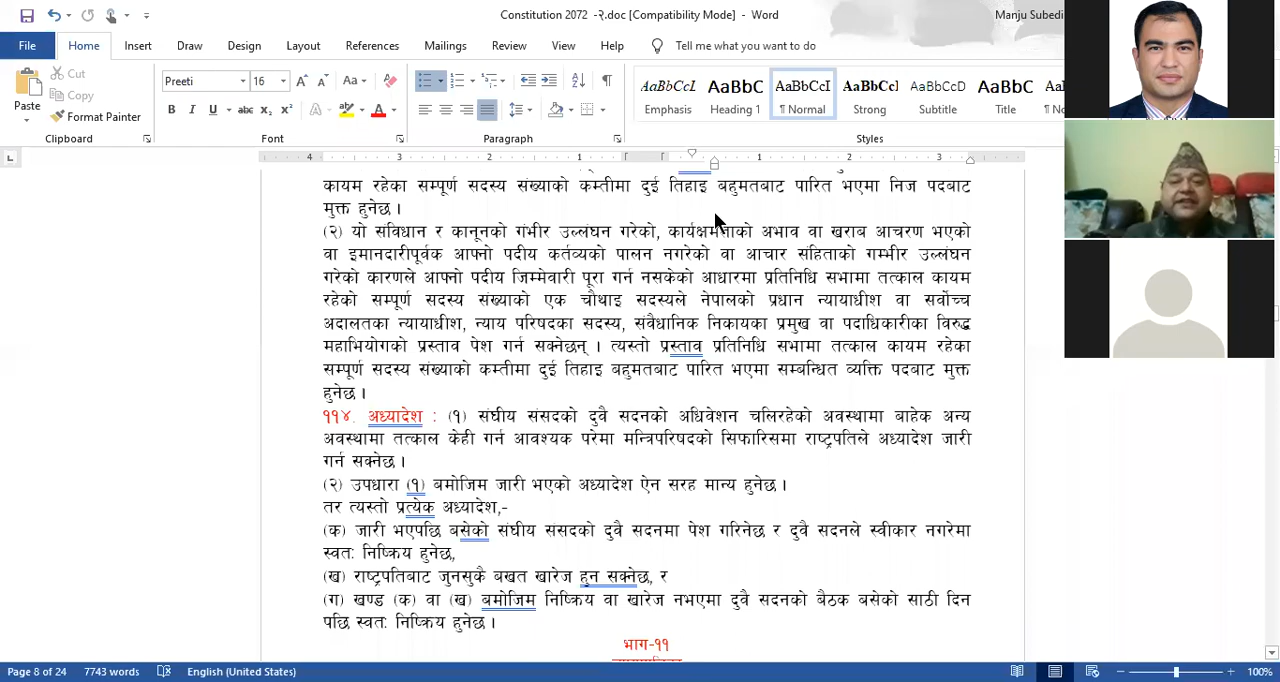 Constitution 2072 -२.doc [Compatibility Mode] - Word
Manju Subedi
File Home Insert Draw Design Layout References Mailings Review View Help Tell me what you want to do
Paste
Cut
Copy
Format Painter
Clipboard
Preeti 16
Font
Paragraph
AaBbCcI AaBbC AaBbCcI AaBbCcI AaBbCcD AaBbCc
Emphasis Heading 1 ¶ Normal Strong Subtitle Title
Styles
4 3 2 1 1 2 3
कायम रहेका सम्पूर्ण सदस्य संख्याको कम्तीमा दुई तिहाइ बहुमतबाट पारित भएमा निज पदबाट
मुक्त हुनेछ ।
(२) यो संविधान र कानूनको गंभीर उल्लंघन गरेको, कार्यक्षमताको अभाव वा खराब आचरण भएको
वा इमानदारीपूर्वक आफ्नो पदीय कर्तव्यको पालन नगरेको वा आचार संहिताको गम्भीर उल्लंघन
गरेको कारणले आफ्नो पदीय जिम्मेवारी पूरा गर्न नसकेको आधारमा प्रतिनिधि सभामा तत्काल कायम
रहेको सम्पूर्ण सदस्य संख्याको एक चौथाइ सदस्यले नेपालको प्रधान न्यायाधीश वा सर्वोच्च
अदालतका न्यायाधीश, न्याय परिषदका सदस्य, संवैधानिक निकायका प्रमुख वा पदाधिकारीका विरुद्ध
महाभियोगको प्रस्ताव पेश गर्न सक्नेछन् । त्यस्तो प्रस्ताव प्रतिनिधि सभामा तत्काल कायम रहेका
सम्पूर्ण सदस्य संख्याको कम्तीमा दुई तिहाइ बहुमतबाट पारित भएमा सम्बन्धित व्यक्ति पदबाट मुक्त
हुनेछ ।
११४. अध्यादेश : (१) संघीय संसदको दुवै सदनको अधिवेशन चलिरहेको अवस्थामा बाहेक अन्य
अवस्थामा तत्काल केही गर्न आवश्यक परेमा मन्त्रिपरिषदको सिफारिसमा राष्ट्रपतिले अध्यादेश जारी
गर्न सक्नेछ ।
(२) उपधारा (१) बमोजिम जारी भएको अध्यादेश ऐन सरह मान्य हुनेछ ।
तर त्यस्तो प्रत्येक अध्यादेश,-
(क) जारी भएपछि बसेको संघीय संसदको दुवै सदनमा पेश गरिनेछ र दुवै सदनले स्वीकार नगरेमा
स्वतः निष्क्रिय हुनेछ,
(ख) राष्ट्रपतिबाट जुनसुकै बखत खारेज हुन सक्नेछ, र
(ग) खण्ड (क) वा (ख) बमोजिम निष्क्रिय वा खारेज नभएमा दुवै सदनको बैठक बसेको साठी दिन
पछि स्वतः निष्क्रिय हुनेछ ।
भाग-११
Page 8 of 24 7743 words English (United States) 100%